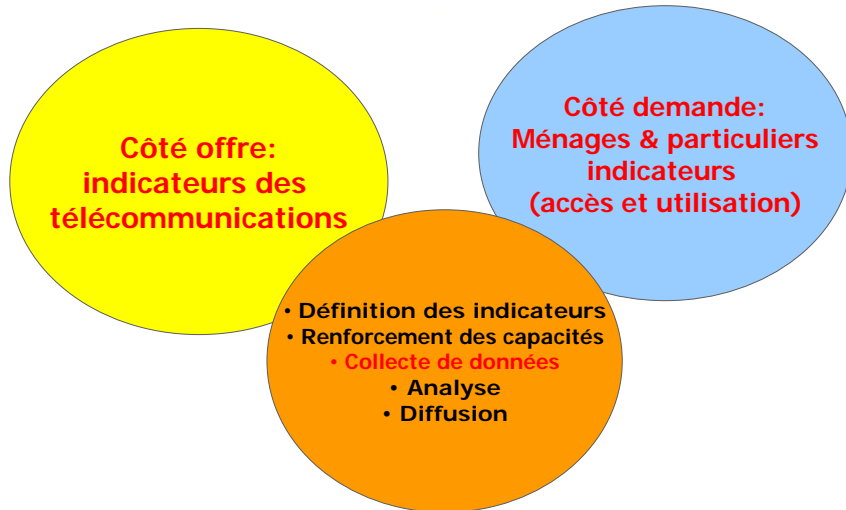 Côté offre:
indicateurs des
télécommunications
Côté demande:
Ménages & particuliers
indicateurs
(accès et utilisation)
• Définition des indicateurs
• Renforcement des capacités
• Collecte de données
• Analyse
• Diffusion